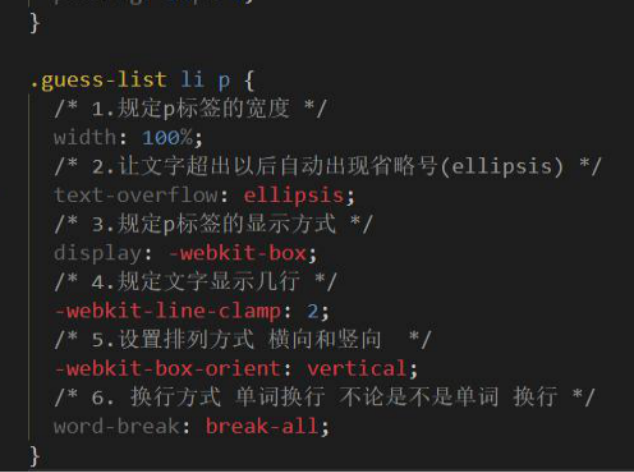 }
.guess-list li p {
/* 1.规定p标签的宽度 */
width: 100%;
/* 2.让文字超出以后自动出现省略号(ellipsis) */
text-overflow: ellipsis;
/* 3.规定p标签的显示方式 */
display: -webkit-box;
/* 4.规定文字显示几行 */
-webkit-line-clamp: 2;
/* 5.设置排列方式 横向和竖向  */
-webkit-box-orient: vertical;
/* 6. 换行方式 单词换行 不论是不是单词 换行 */
word-break: break-all;
}